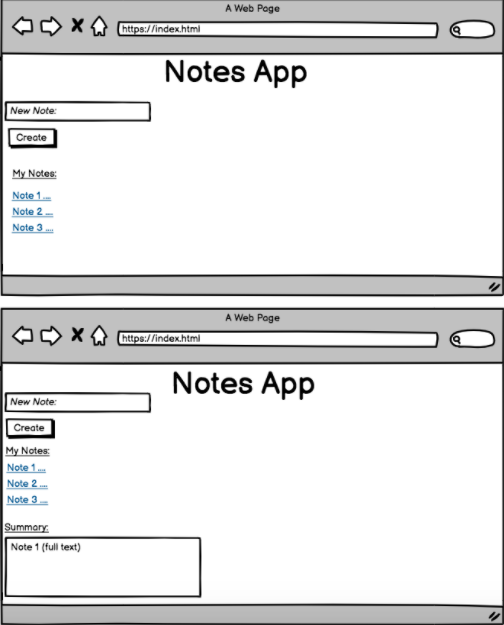 A Web Page
https://index.html
Notes App
New Note:
Create
My Notes:
Note 1 ....
Note 2 ....
Note 3 ....
A Web Page
https://index.html
Notes App
New Note:
Create
My Notes:
Note 1 ....
Note 2 ....
Note 3 ....
Summary:
Note 1 (full text)